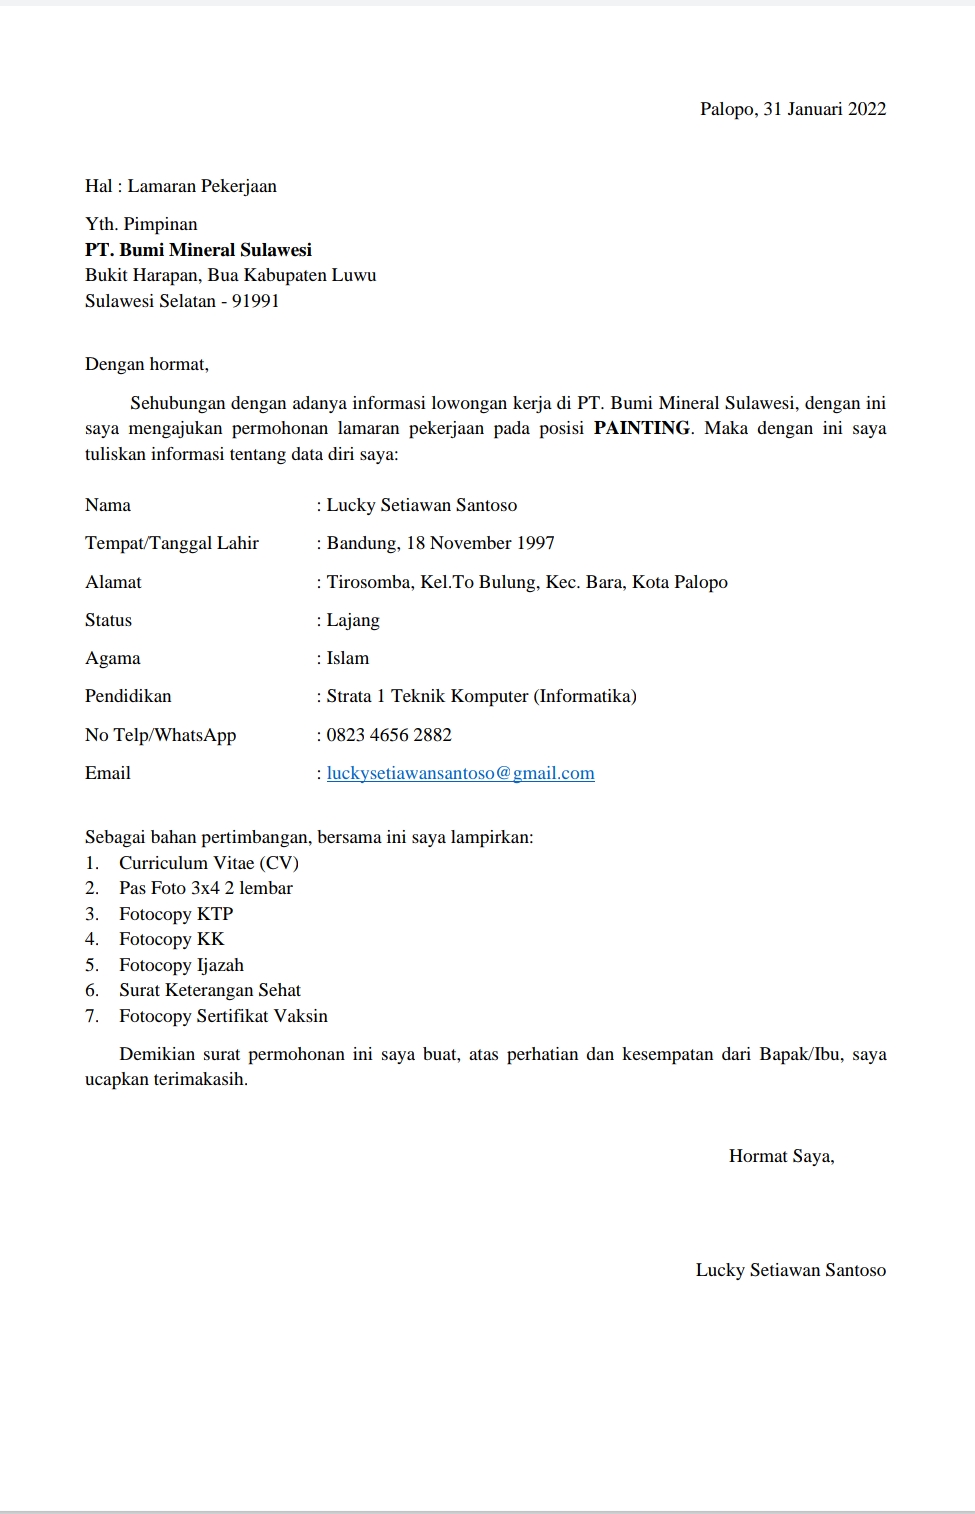 Palopo, 31 Januari 2022
Hal : Lamaran Pekerjaan
Yth. Pimpinan
PT. Bumi Mineral Sulawesi
Bukit Harapan, Bua Kabupaten Luwu
Sulawesi Selatan - 91991
Dengan hormat,
Sehubungan dengan adanya informasi lowongan kerja di PT. Bumi Mineral Sulawesi, dengan ini
saya mengajukan permohonan lamaran pekerjaan pada posisi PAINTING. Maka dengan ini saya
tuliskan informasi tentang data diri saya:
Nama : Lucky Setiawan Santoso
Tempat/Tanggal Lahir : Bandung, 18 November 1997
Alamat : Tirosomba, Kel.To Bulung, Kec. Bara, Kota Palopo
Status : Lajang
Agama : Islam
Pendidikan : Strata 1 Teknik Komputer (Informatika)
No Telp/WhatsApp : 0823 4656 2882
Email : luckysetiawansantoso@gmail.com
Sebagai bahan pertimbangan, bersama ini saya lampirkan:
1. Curriculum Vitae (CV)
2. Pas Foto 3x4 2 lembar
3. Fotocopy KTP
4. Fotocopy KK
5. Fotocopy Ijazah
6. Surat Keterangan Sehat
7. Fotocopy Sertifikat Vaksin
Demikian surat permohonan ini saya buat, atas perhatian dan kesempatan dari Bapak/Ibu, saya
ucapkan terimakasih.
Hormat Saya,
Lucky Setiawan Santoso